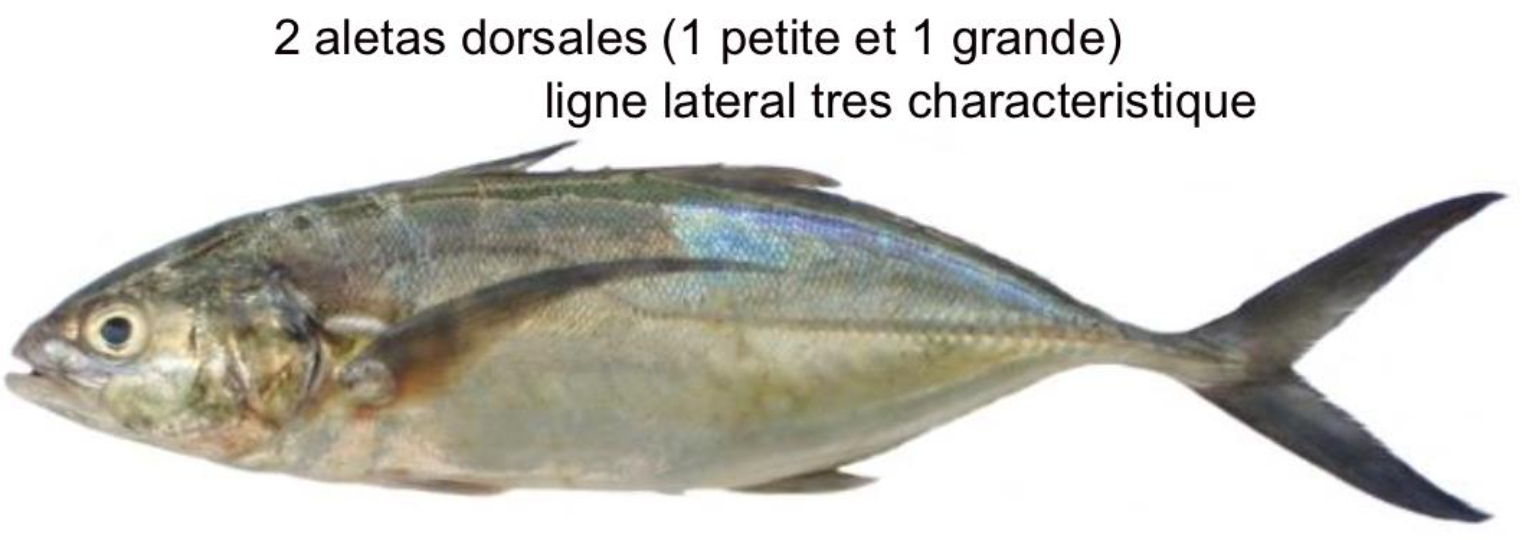 2 aletas dorsales (1 petite et 1 grande)
ligne lateral tres characteristique